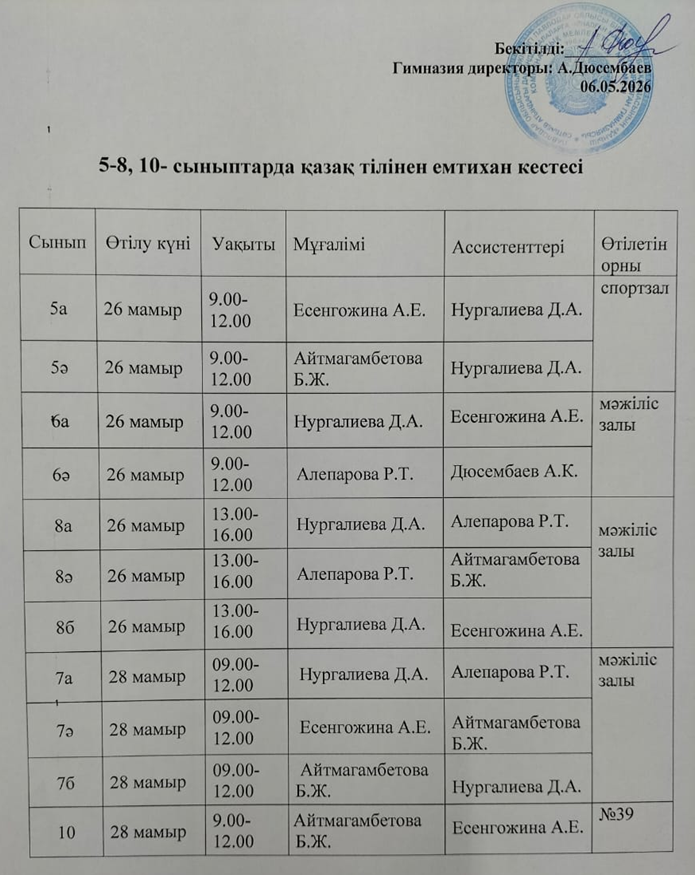 Бекітілді:
Гимназия директоры: А.Дюсембаев
06.05.2026
5-8, 10- сыныптарда қазақ тілінен емтихан кестесі
Сынып Өтілу күні Уақыты Мұғалімі Ассистенттері Өтілетін орны
5а 26 мамыр 9.00-12.00 Есенгожина А.Е. Нургалиева Д.А. спортзал
5ә 26 мамыр 9.00-12.00 Айтмагамбетова Б.Ж. Нургалиева Д.А.
6а 26 мамыр 9.00-12.00 Нургалиева Д.А. Есенгожина А.Е. мәжіліс залы
6ә 26 мамыр 9.00-12.00 Алепарова Р.Т. Дюсембаев А.К.
8а 26 мамыр 13.00-16.00 Нургалиева Д.А. Алепарова Р.Т. мәжіліс залы
8ә 26 мамыр 13.00-16.00 Алепарова Р.Т. Айтмагамбетова Б.Ж.
8б 26 мамыр 13.00-16.00 Нургалиева Д.А. Есенгожина А.Е.
7а 28 мамыр 09.00-12.00 Нургалиева Д.А. Алепарова Р.Т. мәжіліс залы
7ә 28 мамыр 09.00-12.00 Есенгожина А.Е. Айтмагамбетова Б.Ж.
7б 28 мамыр 09.00-12.00 Айтмагамбетова Б.Ж. Нургалиева Д.А.
10 28 мамыр 9.00-12.00 Айтмагамбетова Б.Ж. Есенгожина А.Е. №39